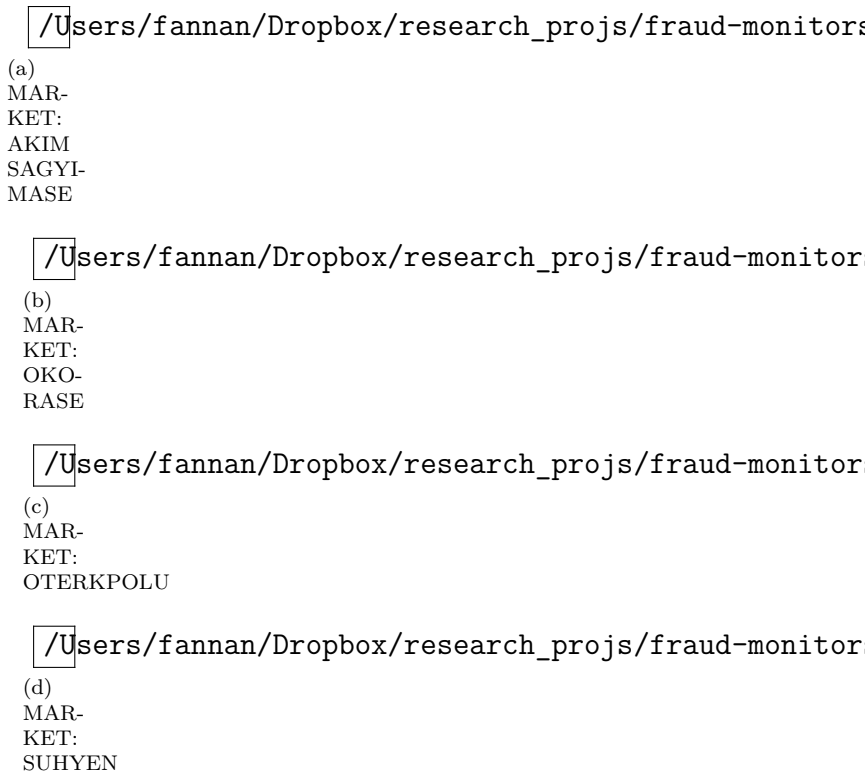 /Users/fannan/Dropbox/research_projs/fraud-monitors
(a)
MAR-
KET:
AKIM
SAGYI-
MASE
/Users/fannan/Dropbox/research_projs/fraud-monitors
(b)
MAR-
KET:
OKO-
RASE
/Users/fannan/Dropbox/research_projs/fraud-monitors
(c)
MAR-
KET:
OTERKPOLU
/Users/fannan/Dropbox/research_projs/fraud-monitors
(d)
MAR-
KET:
SUHYEN